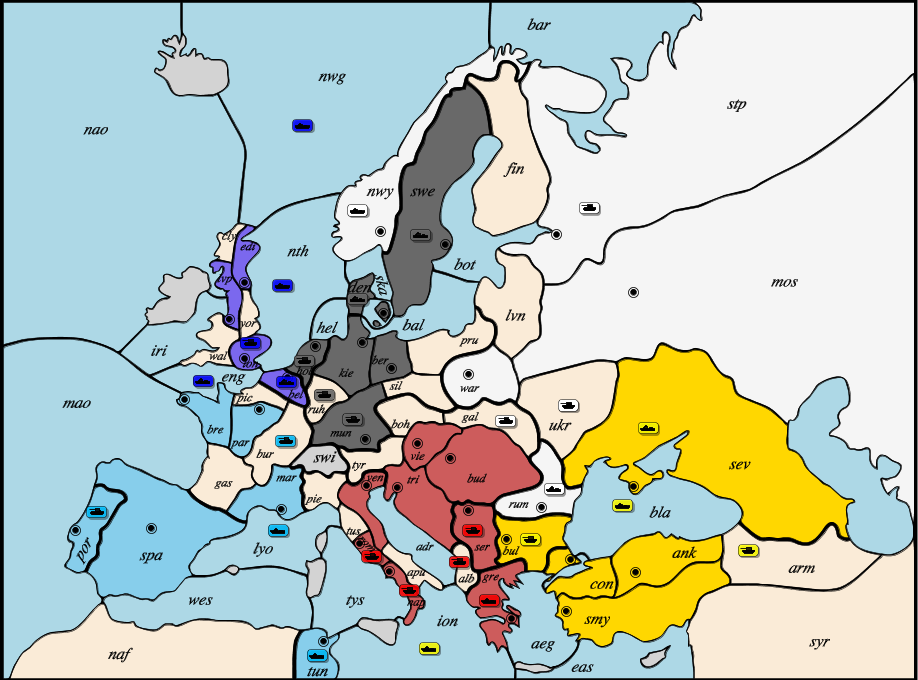 bar
nwg
stp
nao
fin
nwy
swe
cly
edi
nth
bot
lvp
den
ska
mos
lvn
yor
hel
bal
iri
wal
lon
pru
eng
hol
kie
ber
war
mao
bel
pic
ruh
sil
bre
par
mun
boh
gal
ukr
bur
swi
tyr
vie
sev
gas
mar
pie
ven
tri
bud
rum
bla
por
spa
lyo
tus
rom
adr
ser
bul
ank
arm
wes
tys
apu
nap
alb
gre
con
smy
ion
naf
tun
aeg
eas
syr